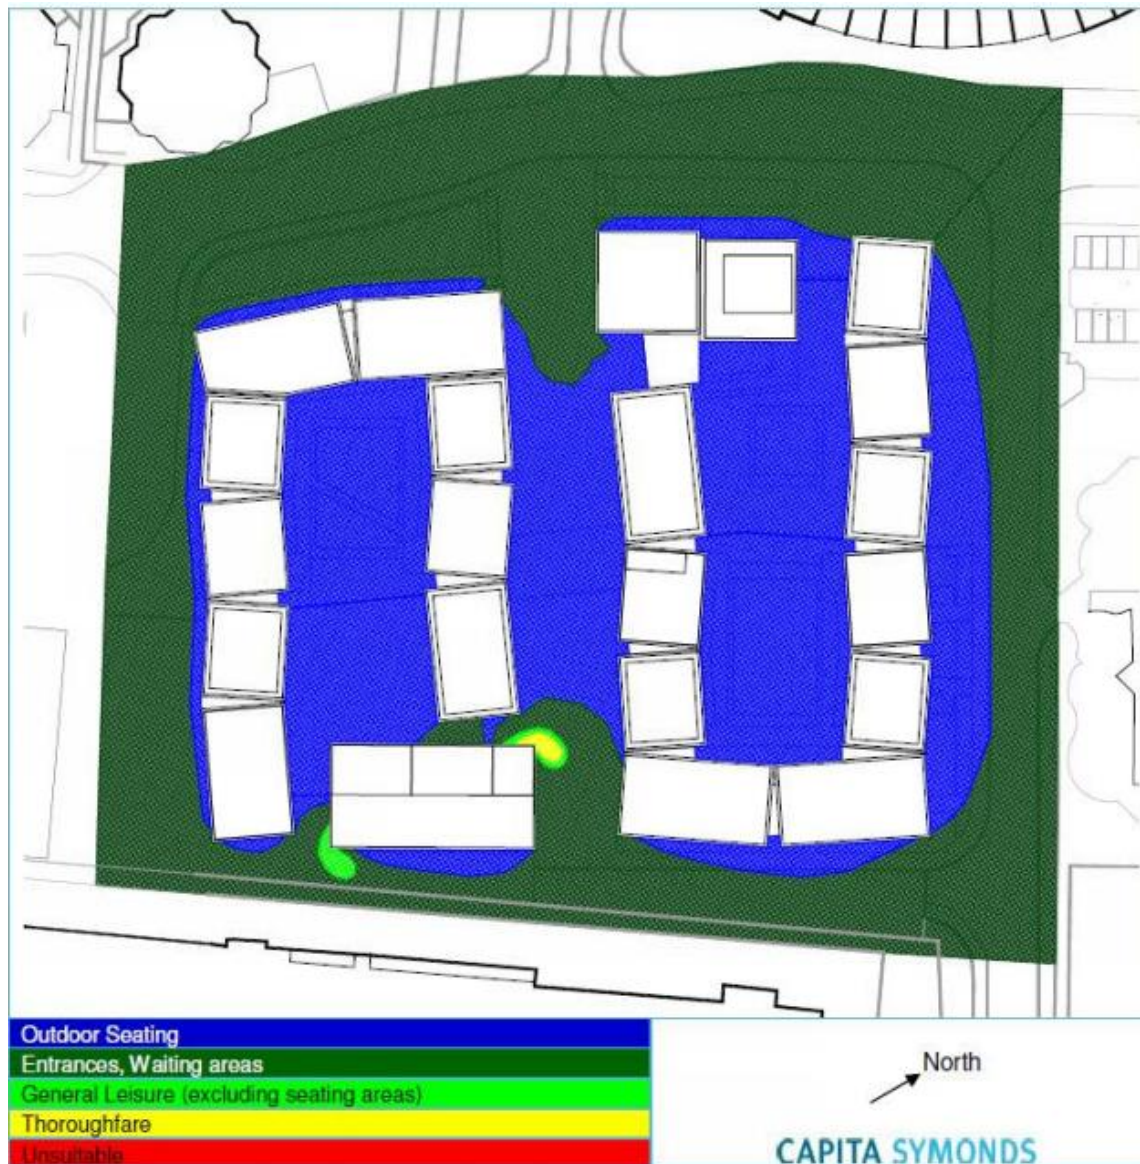 Outdoor Seating
Entrances, Waiting areas
General Leisure (excluding seating areas)
Thoroughfare
Unsuitable
North
CAPITA SYMONDS